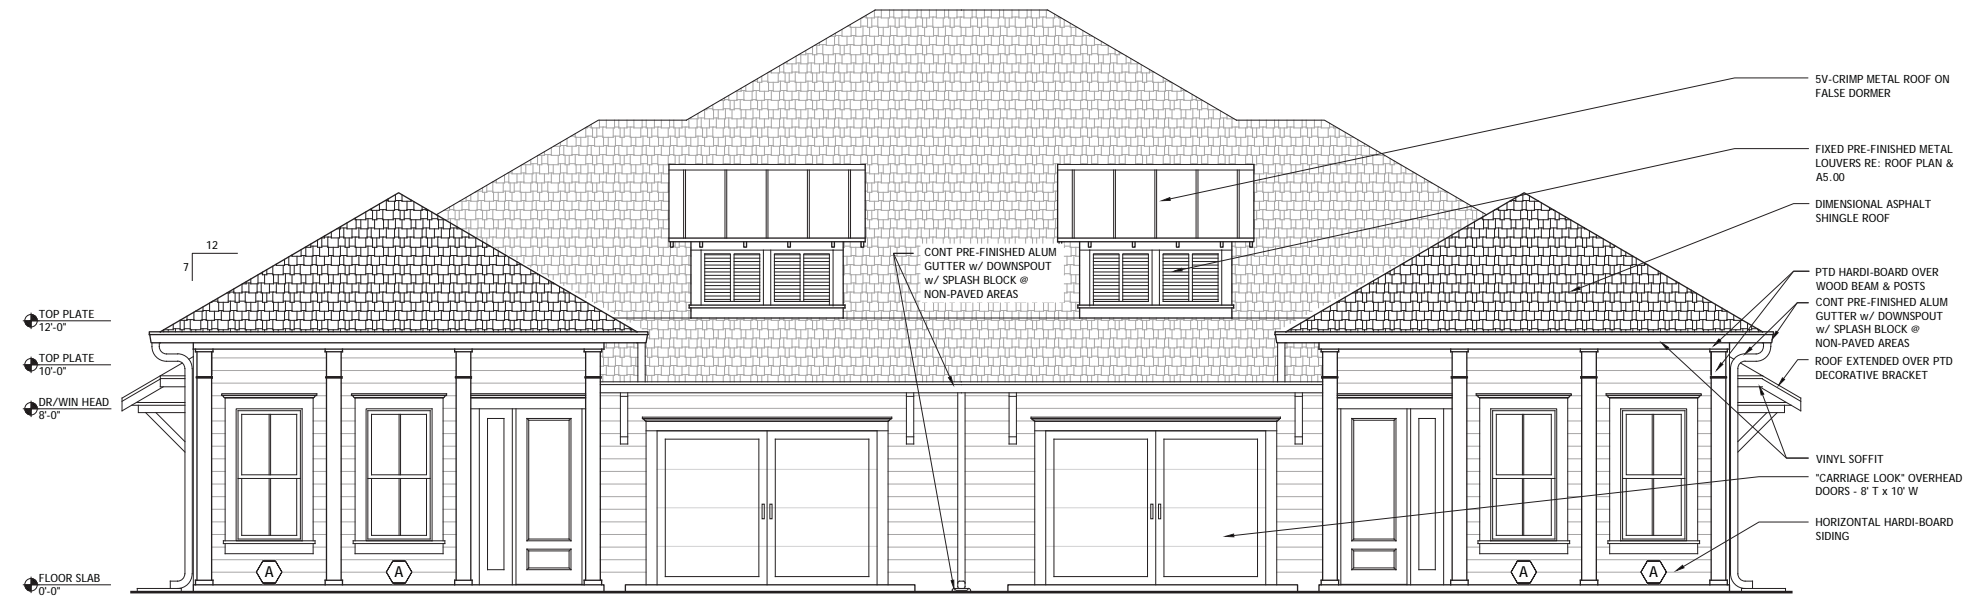 5V-CRIMP METAL ROOF ON
FALSE DORMER
FIXED PRE-FINISHED METAL
LOUVERS RE: ROOF PLAN &
A5.00
DIMENSIONAL ASPHALT
SHINGLE ROOF
12
7
CONT PRE-FINISHED ALUM
GUTTER w/ DOWNSPOUT
w/ SPLASH BLOCK @
NON-PAVED AREAS
PTD HARDI-BOARD OVER
WOOD BEAM & POSTS
CONT PRE-FINISHED ALUM
GUTTER w/ DOWNSPOUT
w/ SPLASH BLOCK @
NON-PAVED AREAS
TOP PLATE
12'-0"
TOP PLATE
10'-0"
ROOF EXTENDED OVER PTD
DECORATIVE BRACKET
DR/WIN HEAD
8'-0"
VINYL SOFFIT
"CARRIAGE LOOK" OVERHEAD
DOORS - 8' T x 10' W
HORIZONTAL HARDI-BOARD
SIDING
A
A
A
A
FLOOR SLAB
0'-0"